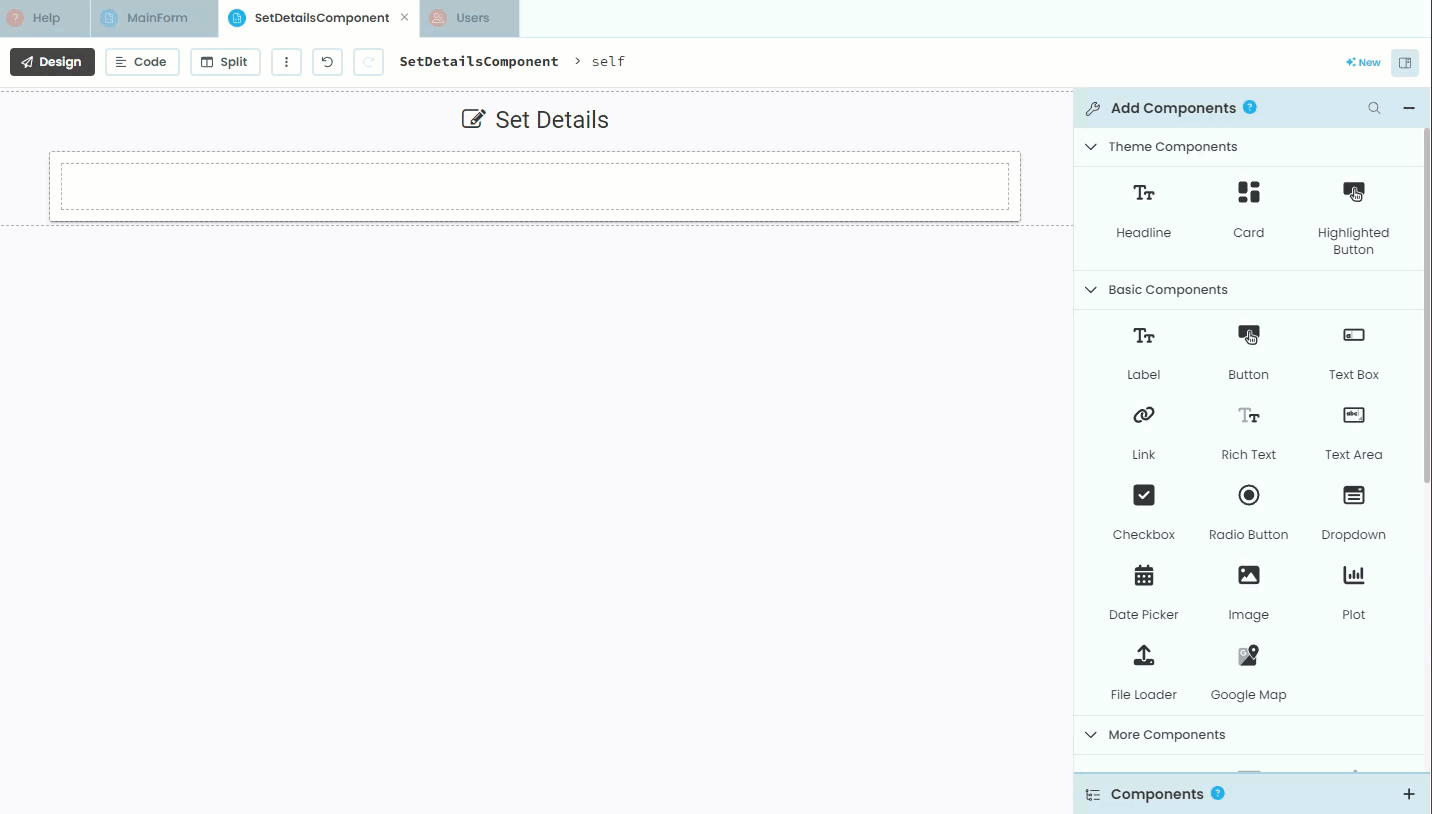 Help MainForm SetDetailsComponent Users
Design Code Split SetDetailsComponent > self New
Set Details
Add Components ?
Theme Components
Headline Card Highlighted
Button
Basic Components
Label Button Text Box
Link Rich Text Text Area
Checkbox Radio Button Dropdown
Date Picker Image Plot
File Loader Google Map
More Components
Components ?